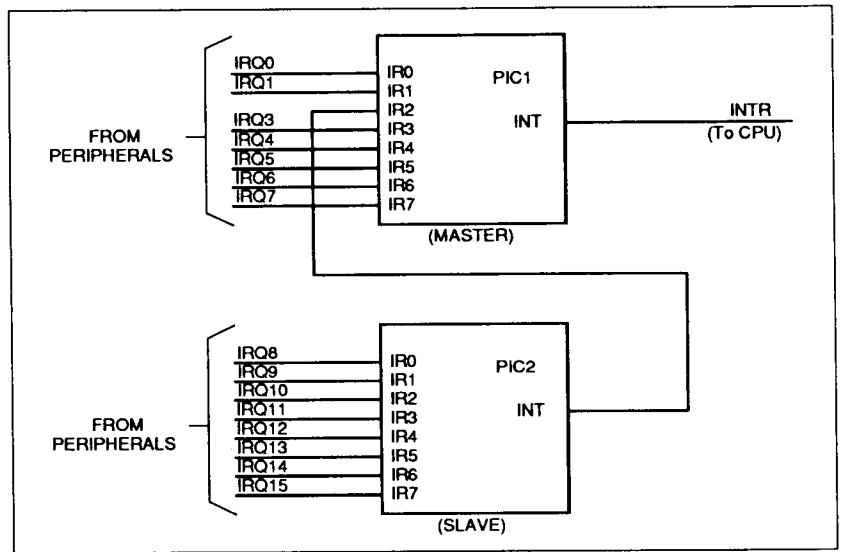 IRQ0
IRQ1
IRQ3
IRQ4
IRQ5
IRQ6
IRQ7
FROM
PERIPHERALS
IR0
IR1
IR2
IR3
IR4
IR5
IR6
IR7
PIC1
INT
(MASTER)
INTR
(To CPU)
IRQ8
IRQ9
IRQ10
IRQ11
IRQ12
IRQ13
IRQ14
IRQ15
FROM
PERIPHERALS
IR0
IR1
IR2
IR3
IR4
IR5
IR6
IR7
PIC2
INT
(SLAVE)